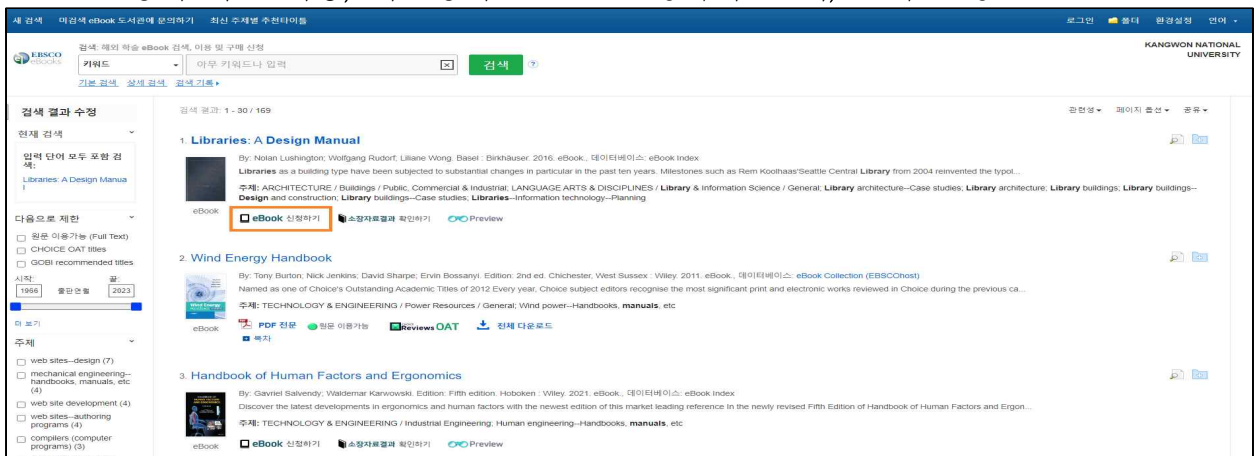 새 검색 미검색 eBook 도서관에 문의하기 최신 주제별 추천타이틀 로그인 폴더 환경설정 언어
KANGWON NATIONAL
UNIVERSITY
EBSCO
eBooks
검색: 해외 학술 eBook 검색, 이용 및 구매 신청
키워드 아무 키워드나 입력 검색
기본 검색 상세 검색 검색 기록
검색 결과 수정
현재 검색
입력 단어 모두 포함 검
색:
Libraries: A Design Manua
l
다음으로 제한
원문 이용가능 (Full Text)
CHOICE OAT titles
GOBI recommended titles
시작: 끝:
1966 출판 연월 2023
더 보기
주제
web sites--design (7)
mechanical engineering--
handbooks, manuals, etc
(4)
web site development (4)
web sites--authoring
programs (4)
compilers (computer
programs) (3)
검색 결과: 1 - 30 / 169 관련성 페이지 옵션 공유
1. Libraries: A Design Manual
By: Nolan Lushington; Wolfgang Rudorf; Liliane Wong. Basel : Birkhäuser. 2016. eBook., 데이터베이스: eBook Index
Libraries as a building type have been subjected to substantial changes in particular in the past ten years. Milestones such as Rem Koolhaas'Seattle Central Library from 2004 reinvented the typol...
주제: ARCHITECTURE / Buildings / Public, Commercial & Industrial; LANGUAGE ARTS & DISCIPLINES / Library & Information Science / General; Library architecture--Case studies; Library architecture; Library buildings; Library buildings--
Design and construction; Library buildings--Case studies; Libraries--Information technology--Planning
eBook
eBook 신청하기 소장자료결과 확인하기 Preview
2. Wind Energy Handbook
By: Tony Burton; Nick Jenkins; David Sharpe; Ervin Bossanyi. Edition: 2nd ed. Chichester, West Sussex : Wiley. 2011. eBook., 데이터베이스: eBook Collection (EBSCOhost)
Named as one of Choice's Outstanding Academic Titles of 2012 Every year, Choice subject editors recognise the most significant print and electronic works reviewed in Choice during the previous ca...
주제: TECHNOLOGY & ENGINEERING / Power Resources / General; Wind power--Handbooks, manuals, etc
eBook
PDF 전문 원문 이용가능 Reviews OAT 전체 다운로드
목차
3. Handbook of Human Factors and Ergonomics
By: Gavriel Salvendy; Waldemar Karwowski. Edition: Fifth edition. Hoboken : Wiley. 2021. eBook., 데이터베이스: eBook Index
Discover the latest developments in ergonomics and human factors with the newest edition of this market leading reference In the newly revised Fifth Edition of Handbook of Human Factors and Ergon...
주제: TECHNOLOGY & ENGINEERING / Industrial Engineering; Human engineering--Handbooks, manuals, etc
eBook
eBook 신청하기 소장자료결과 확인하기 Preview